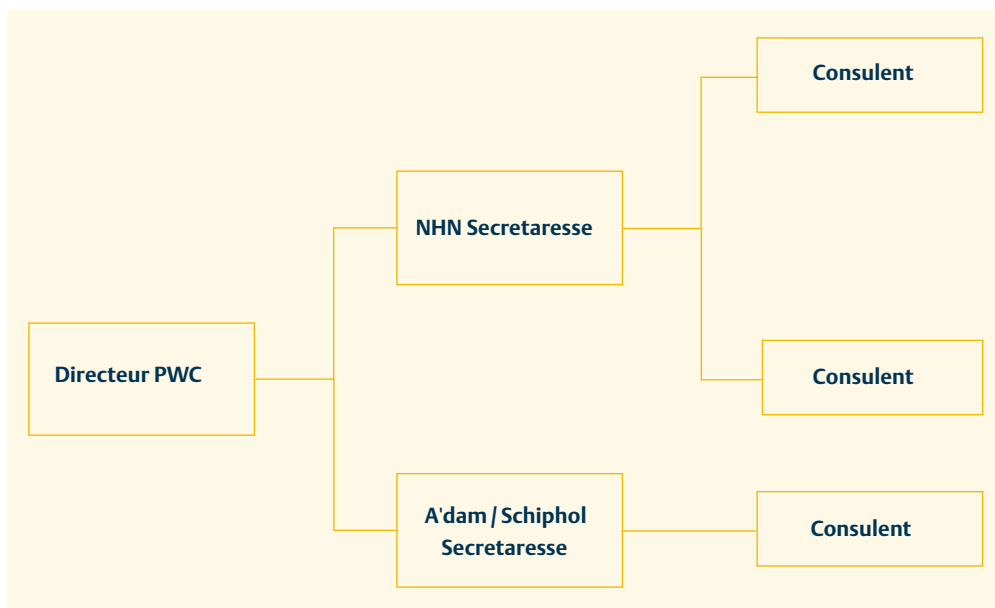 Consulent
NHN Secretaresse
Directeur PWC
Consulent
A'dam / Schiphol
Secretaresse
Consulent